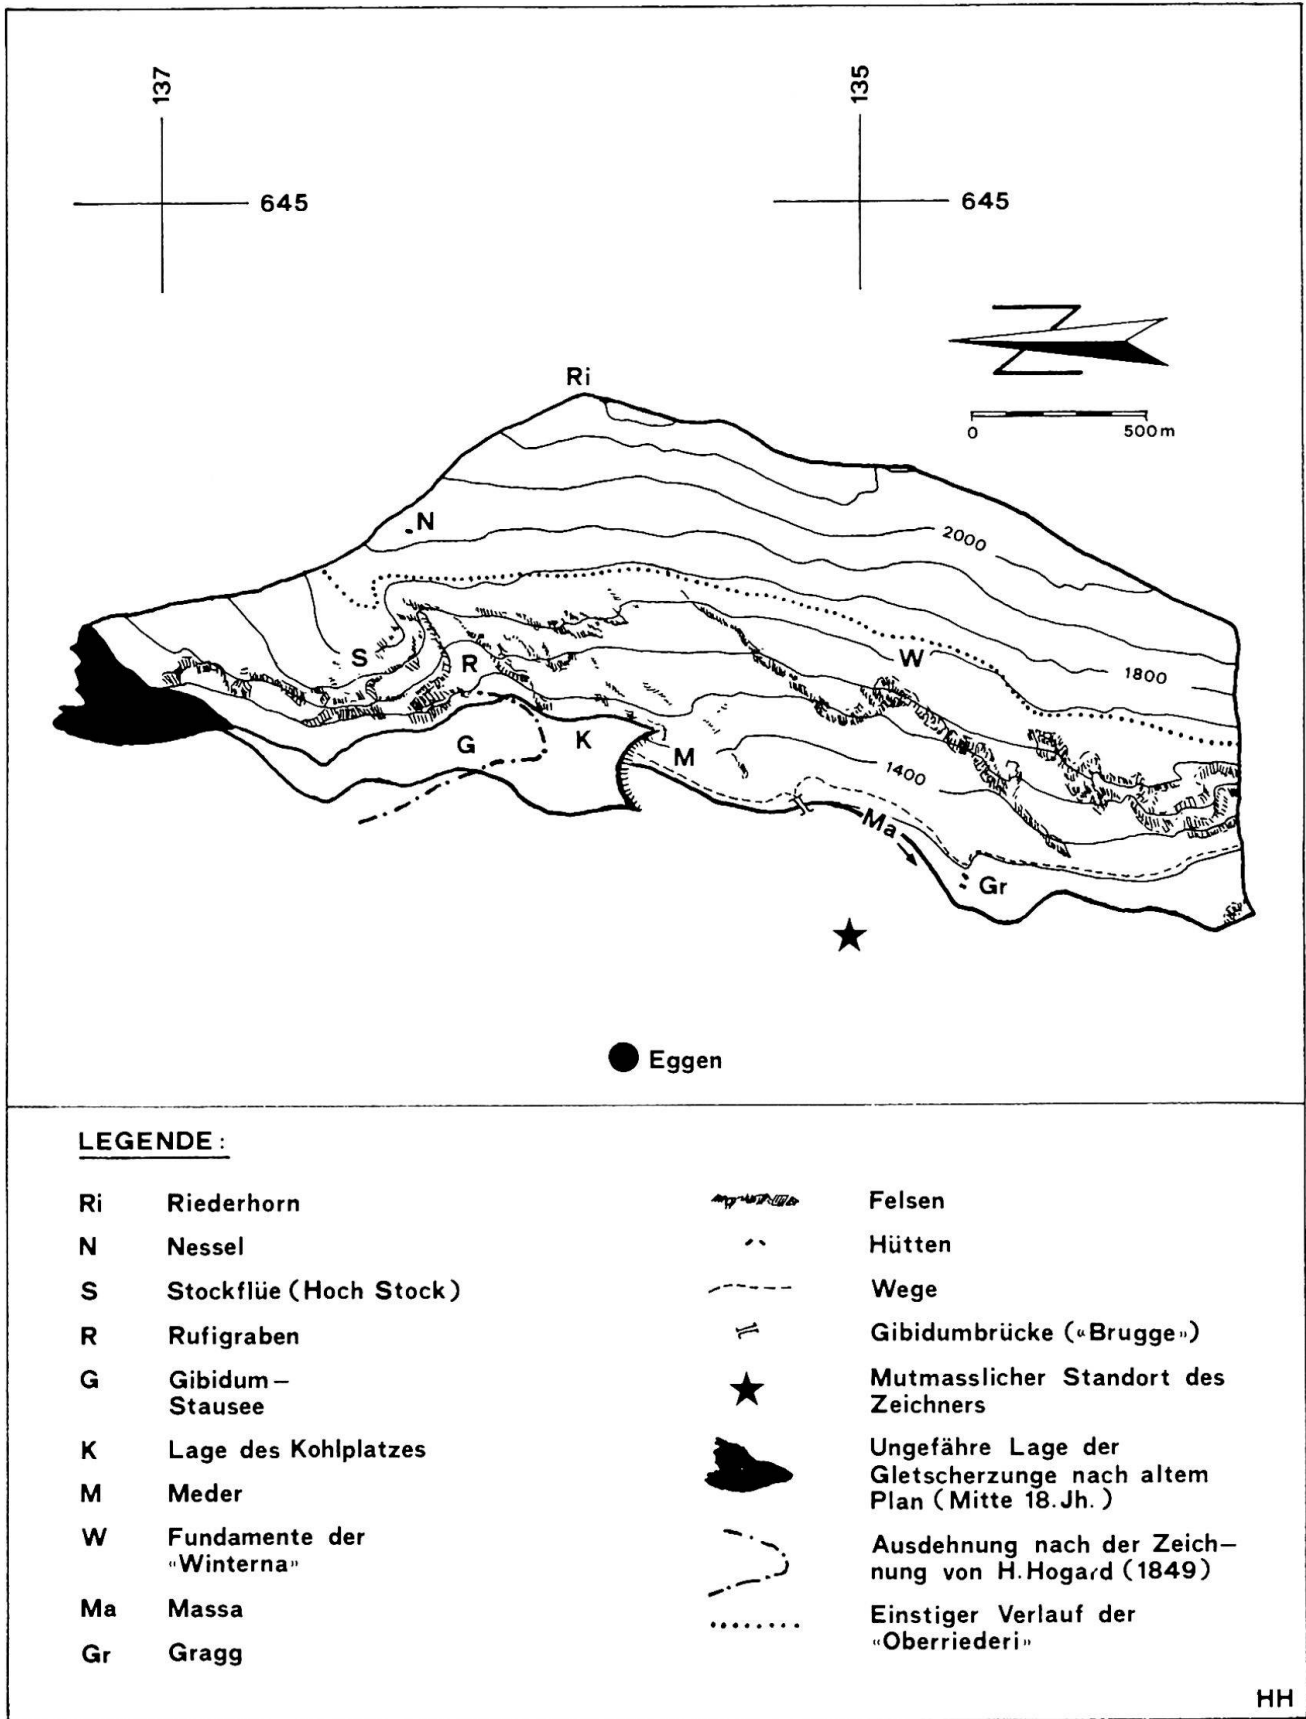 137
135
645
645
0 500m
Ri
N
2000
S
R
W
1800
G
K
M
1400
Ma
Gr
Eggen
LEGENDE:
Ri Riederhorn
N Nessel
S Stockflüe (Hoch Stock)
R Rufigraben
G Gibidum–
Stausee
K Lage des Kohlplatzes
M Meder
W Fundamente der
«Winterna»
Ma Massa
Gr Gragg
Felsen
Hütten
Wege
Gibidumbrücke («Brugge»)
Mutmasslicher Standort des
Zeichners
Ungefähre Lage der
Gletscherzunge nach altem
Plan (Mitte 18. Jh.)
Ausdehnung nach der Zeich–
nung von H. Hogard (1849)
Einstiger Verlauf der
«Oberriederi»
HH